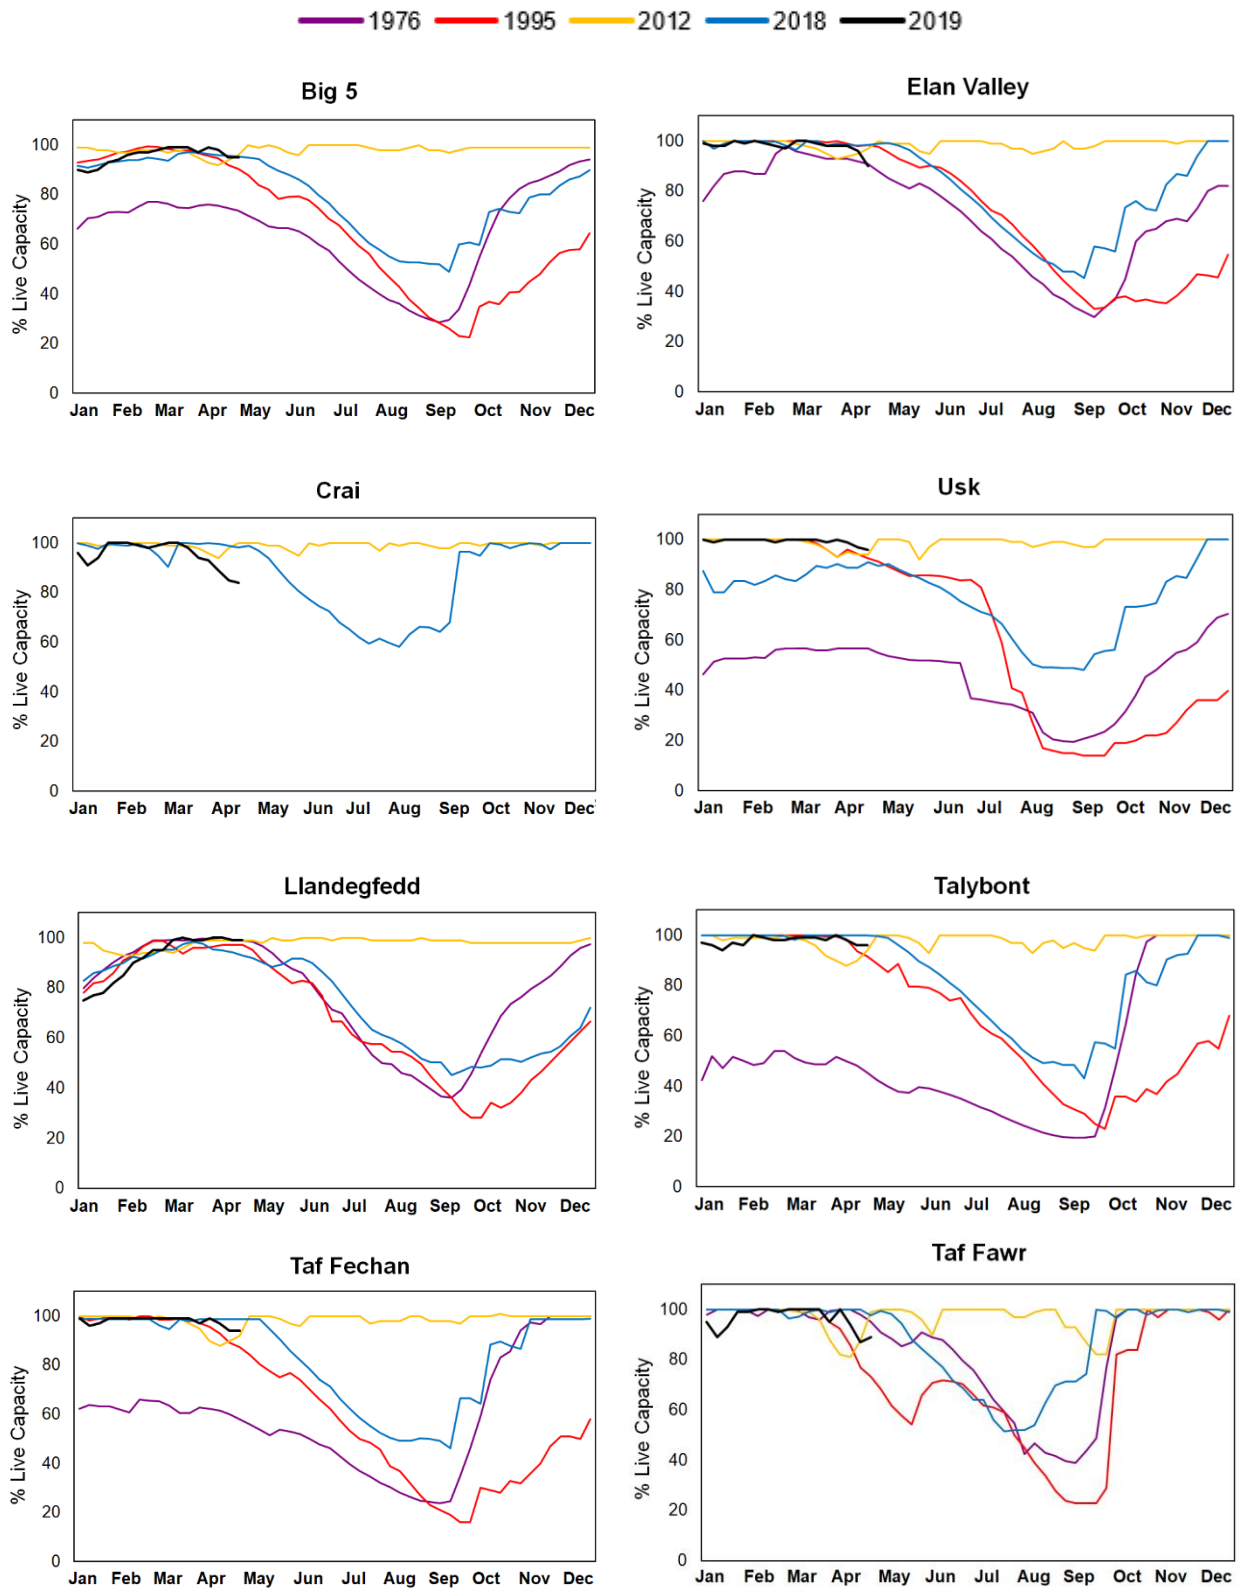 1976 1995 2012 2018 2019
Big 5
% Live Capacity
100
80
60
40
20
0
Jan Feb Mar Apr May Jun Jul Aug Sep Oct Nov Dec
Elan Valley
% Live Capacity
100
80
60
40
20
0
Jan Feb Mar Apr May Jun Jul Aug Sep Oct Nov Dec
Crai
% Live Capacity
100
80
60
40
20
0
Jan Feb Mar Apr May Jun Jul Aug Sep Oct Nov Dec
Usk
% Live Capacity
100
80
60
40
20
0
Jan Feb Mar Apr May Jun Jul Aug Sep Oct Nov Dec
Llandegfedd
% Live Capacity
100
80
60
40
20
0
Jan Feb Mar Apr May Jun Jul Aug Sep Oct Nov Dec
Talybont
% Live Capacity
100
80
60
40
20
0
Jan Feb Mar Apr May Jun Jul Aug Sep Oct Nov Dec
Taf Fechan
% Live Capacity
100
80
60
40
20
0
Jan Feb Mar Apr May Jun Jul Aug Sep Oct Nov Dec
Taf Fawr
% Live Capacity
100
80
60
40
20
0
Jan Feb Mar Apr May Jun Jul Aug Sep Oct Nov Dec